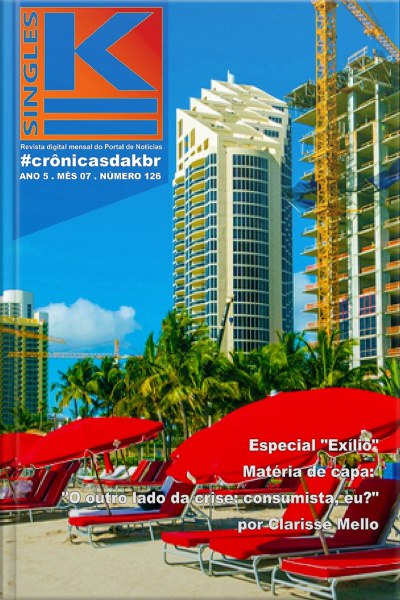 SINGLES
K
Revista digital mensal do Portal de Notícias
#crônicasdakbr
ANO 5 . MÊS 07 . NÚMERO 126
Especial "Exílio"
Matéria de capa:
"O outro lado da crise: consumista, eu?"
por Clarisse Mello